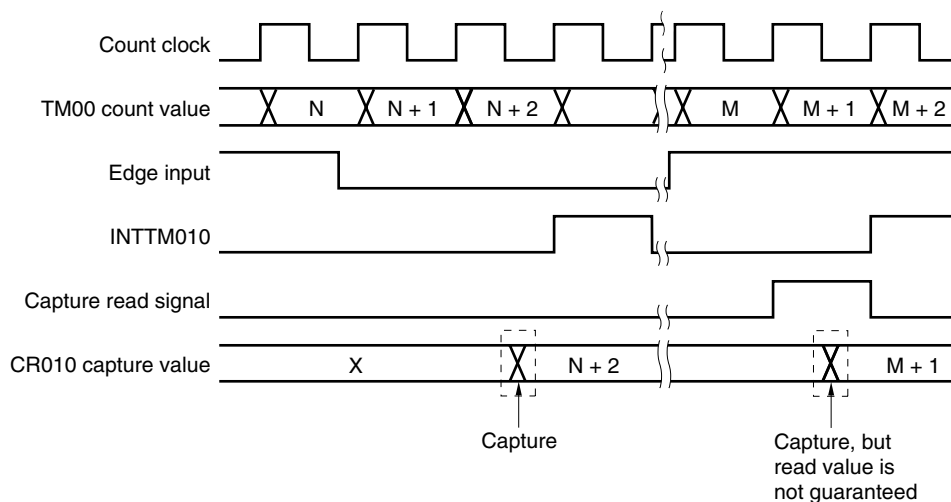 Count clock
TM00 count value
N
N + 1
N + 2
M
M + 1
M + 2
Edge input
INTTM010
Capture read signal
CR010 capture value
X
N + 2
M + 1
Capture
Capture, but
read value is
not guaranteed